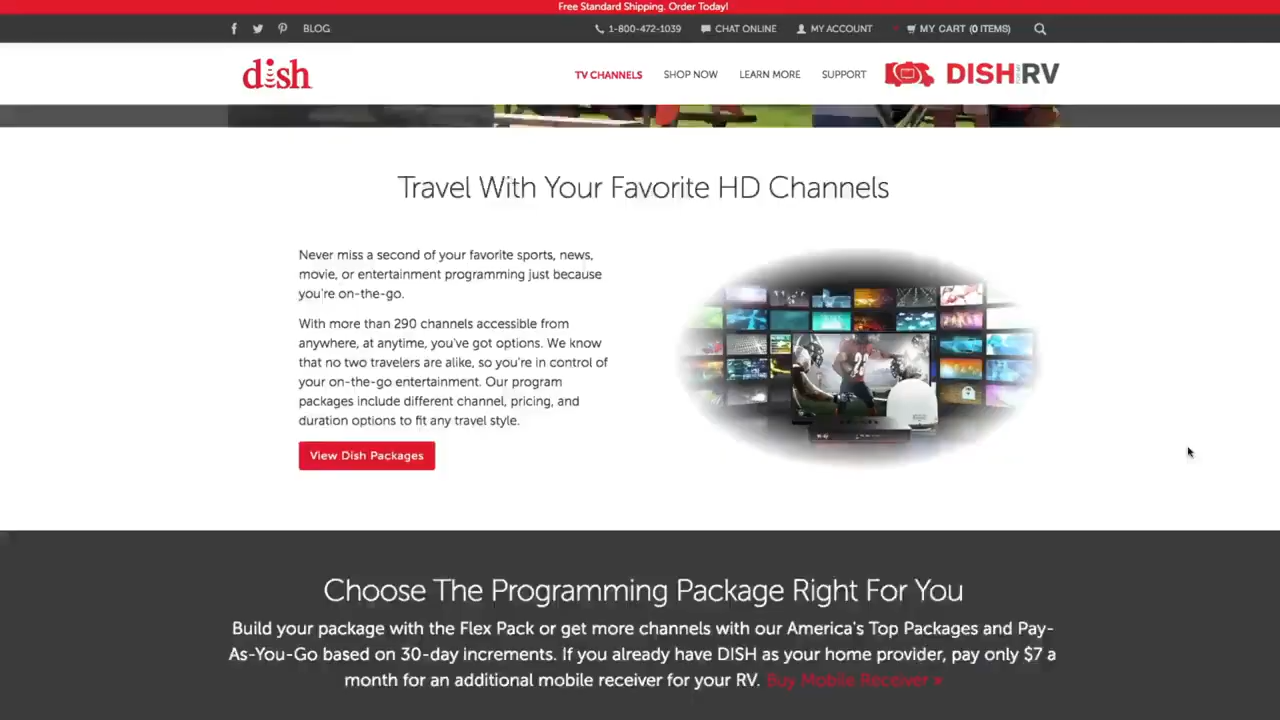 Free Standard Shipping. Order Today!
BLOG
1-800-472-1039
CHAT ONLINE
MY ACCOUNT
MY CART (0 ITEMS)
dish
TV CHANNELS
SHOP NOW
LEARN MORE
SUPPORT
DISH FOR MY RV
Travel With Your Favorite HD Channels
Never miss a second of your favorite sports, news,
movie, or entertainment programming just because
you're on-the-go.
With more than 290 channels accessible from
anywhere, at anytime, you've got options. We know
that no two travelers are alike, so you're in control of
your on-the-go entertainment. Our program
packages include different channel, pricing, and
duration options to fit any travel style.
View Dish Packages
Choose The Programming Package Right For You
Build your package with the Flex Pack or get more channels with our America's Top Packages and Pay-
As-You-Go based on 30-day increments. If you already have DISH as your home provider, pay only $7 a
month for an additional mobile receiver for your RV. Buy Mobile Receiver »